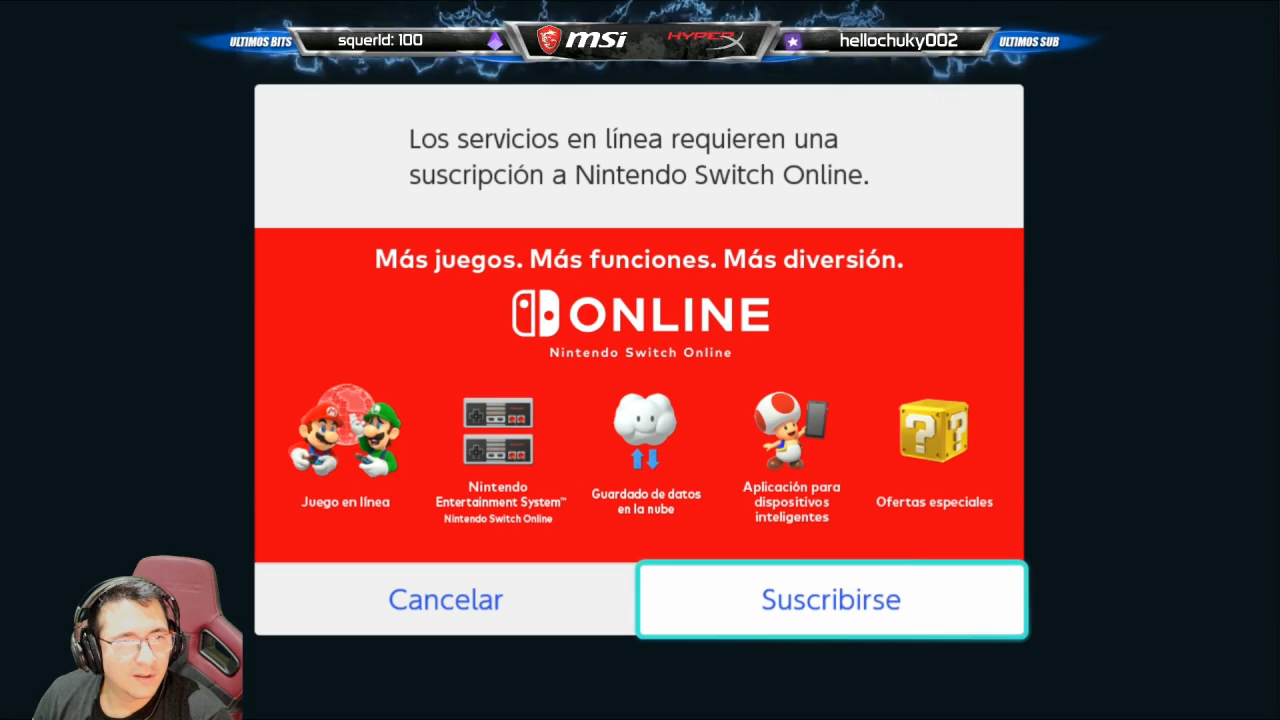 ULTIMOS BITS
squerld: 100
msi
HYPERX
hellochuky002
ULTIMOS SUB
Los servicios en línea requieren una
suscripción a Nintendo Switch Online.
Más juegos. Más funciones. Más diversión.
ONLINE
Nintendo Switch Online
Juego en línea
Nintendo
Entertainment System™
Nintendo Switch Online
Guardado de datos
en la nube
Aplicación para
dispositivos
inteligentes
Ofertas especiales
Cancelar
Suscribirse